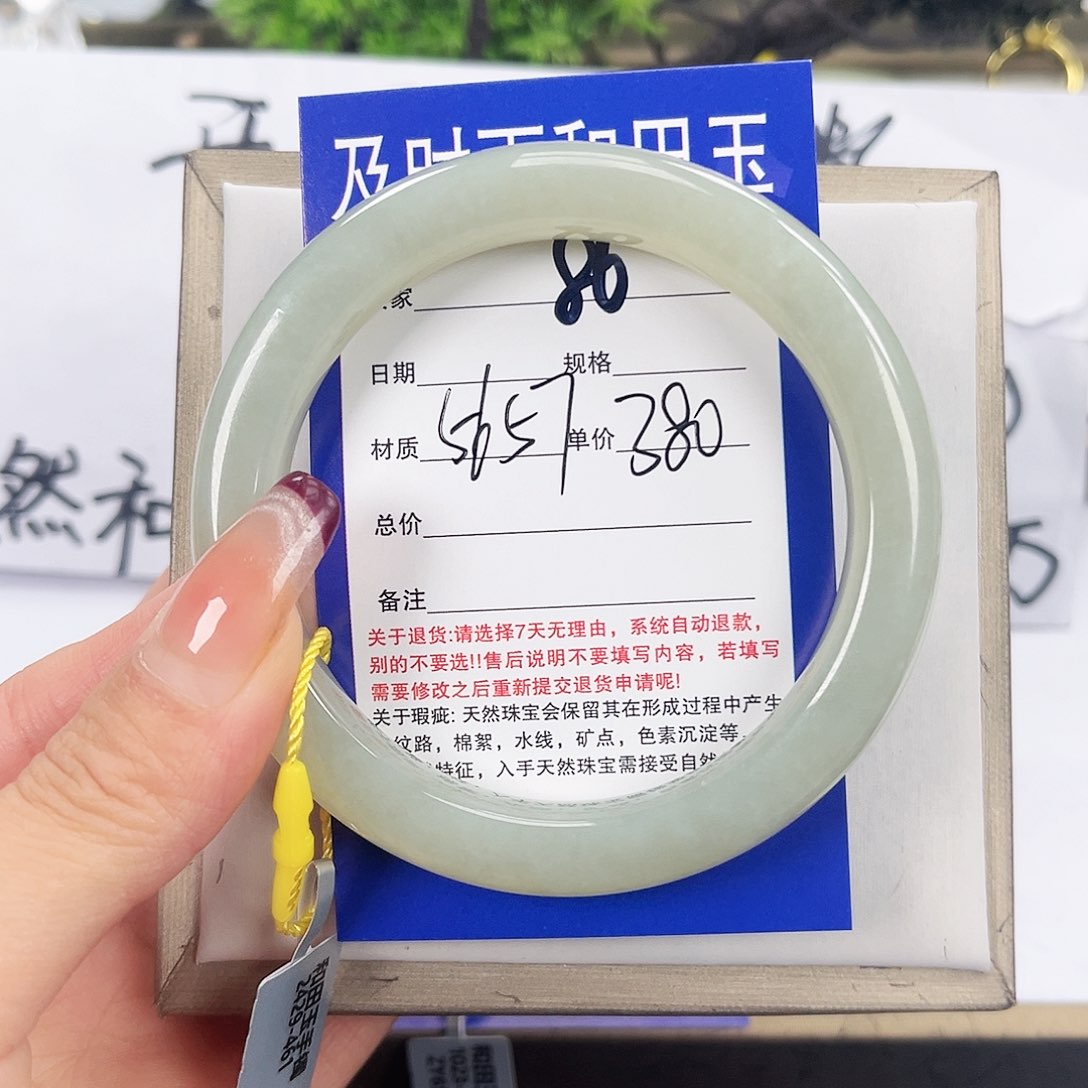 及时雨和田玉
86
家
日期 规格
材质 5657 单价 380
总价
备注
关于退货:请选择7天无理由，系统自动退款，
别的不要选!!售后说明不要填写内容，若填写
需要修改之后重新提交退货申请呢!
关于瑕疵: 天然珠宝会保留其在形成过程中产生
纹路，棉絮，水线，矿点，色素沉淀等
特征，入手天然珠宝需接受自然
然和
和田玉手镯
2429-461